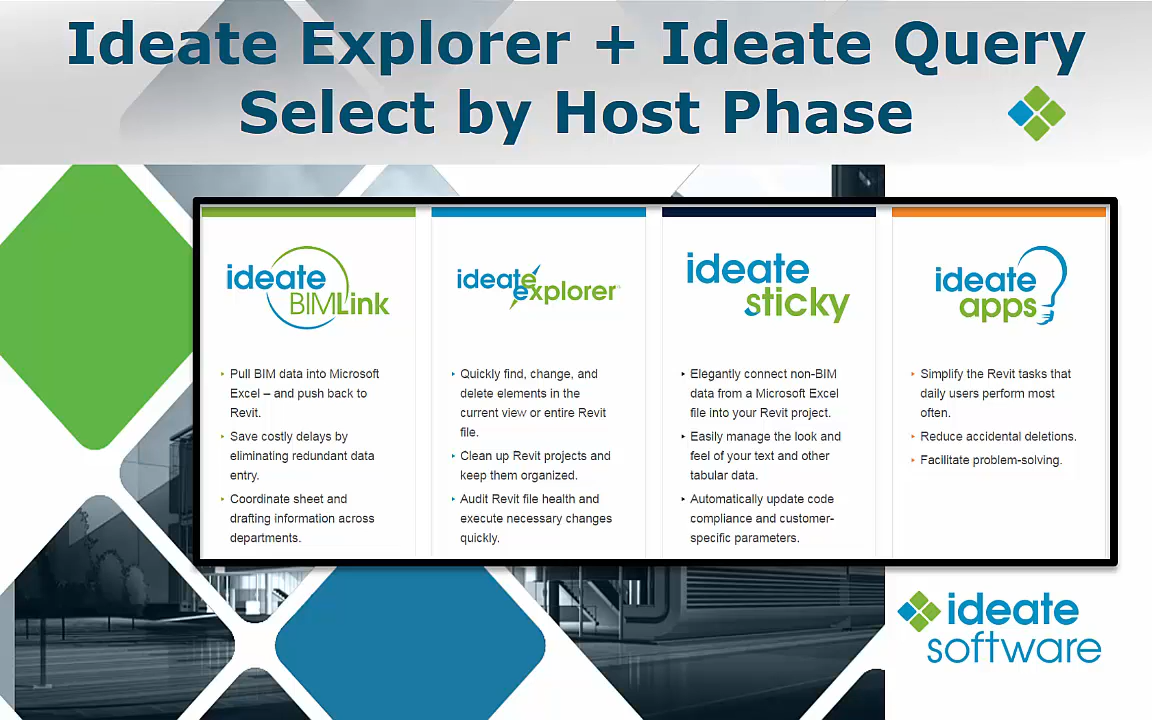 Ideate Explorer + Ideate Query
Select by Host Phase
ideate
BIMLink
Pull BIM data into Microsoft
Excel – and push back to
Revit.
Save costly delays by
eliminating redundant data
entry.
Coordinate sheet and
drafting information across
departments.
ideate
explorer
Quickly find, change, and
delete elements in the
current view or entire Revit
file.
Clean up Revit projects and
keep them organized.
Audit Revit file health and
execute necessary changes
quickly.
ideate
sticky
Elegantly connect non-BIM
data from a Microsoft Excel
file into your Revit project.
Easily manage the look and
feel of your text and other
tabular data.
Automatically update code
compliance and customer-
specific parameters.
ideate
apps
Simplify the Revit tasks that
daily users perform most
often.
Reduce accidental deletions.
Facilitate problem-solving.
ideate
software